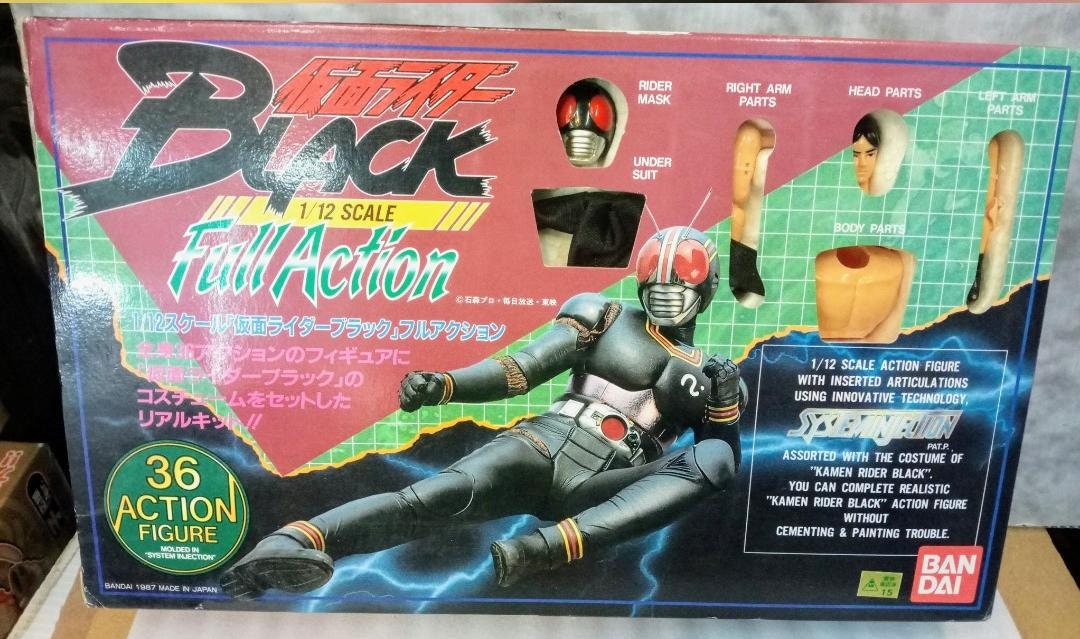 仮面ライダー
BLACK
1/12 SCALE
Full Action
©石森プロ・毎日放送・東映
1/12スケール「仮面ライダーブラック」フルアクション
アクションのフィギュアに
「仮面ライダーブラック」の
コスチュームをセットした
リアルキット!!
36
ACTION
FIGURE
MOLDED IN
"SYSTEM INJECTION"
BANDAI 1987 MADE IN JAPAN
RIDER
MASK
UNDER
SUIT
RIGHT ARM
PARTS
HEAD PARTS
LEFT ARM
PARTS
BODY PARTS
1/12 SCALE ACTION FIGURE
WITH INSERTED ARTICULATIONS
USING INNOVATIVE TECHNOLOGY,
SYSTEM INJECTION
PAT.P.
ASSORTED WITH THE COSTUME OF
"KAMEN RIDER BLACK".
YOU CAN COMPLETE REALISTIC
"KAMEN RIDER BLACK" ACTION FIGURE
WITHOUT
CEMENTING & PAINTING TROUBLE.
15
BAN
DAI